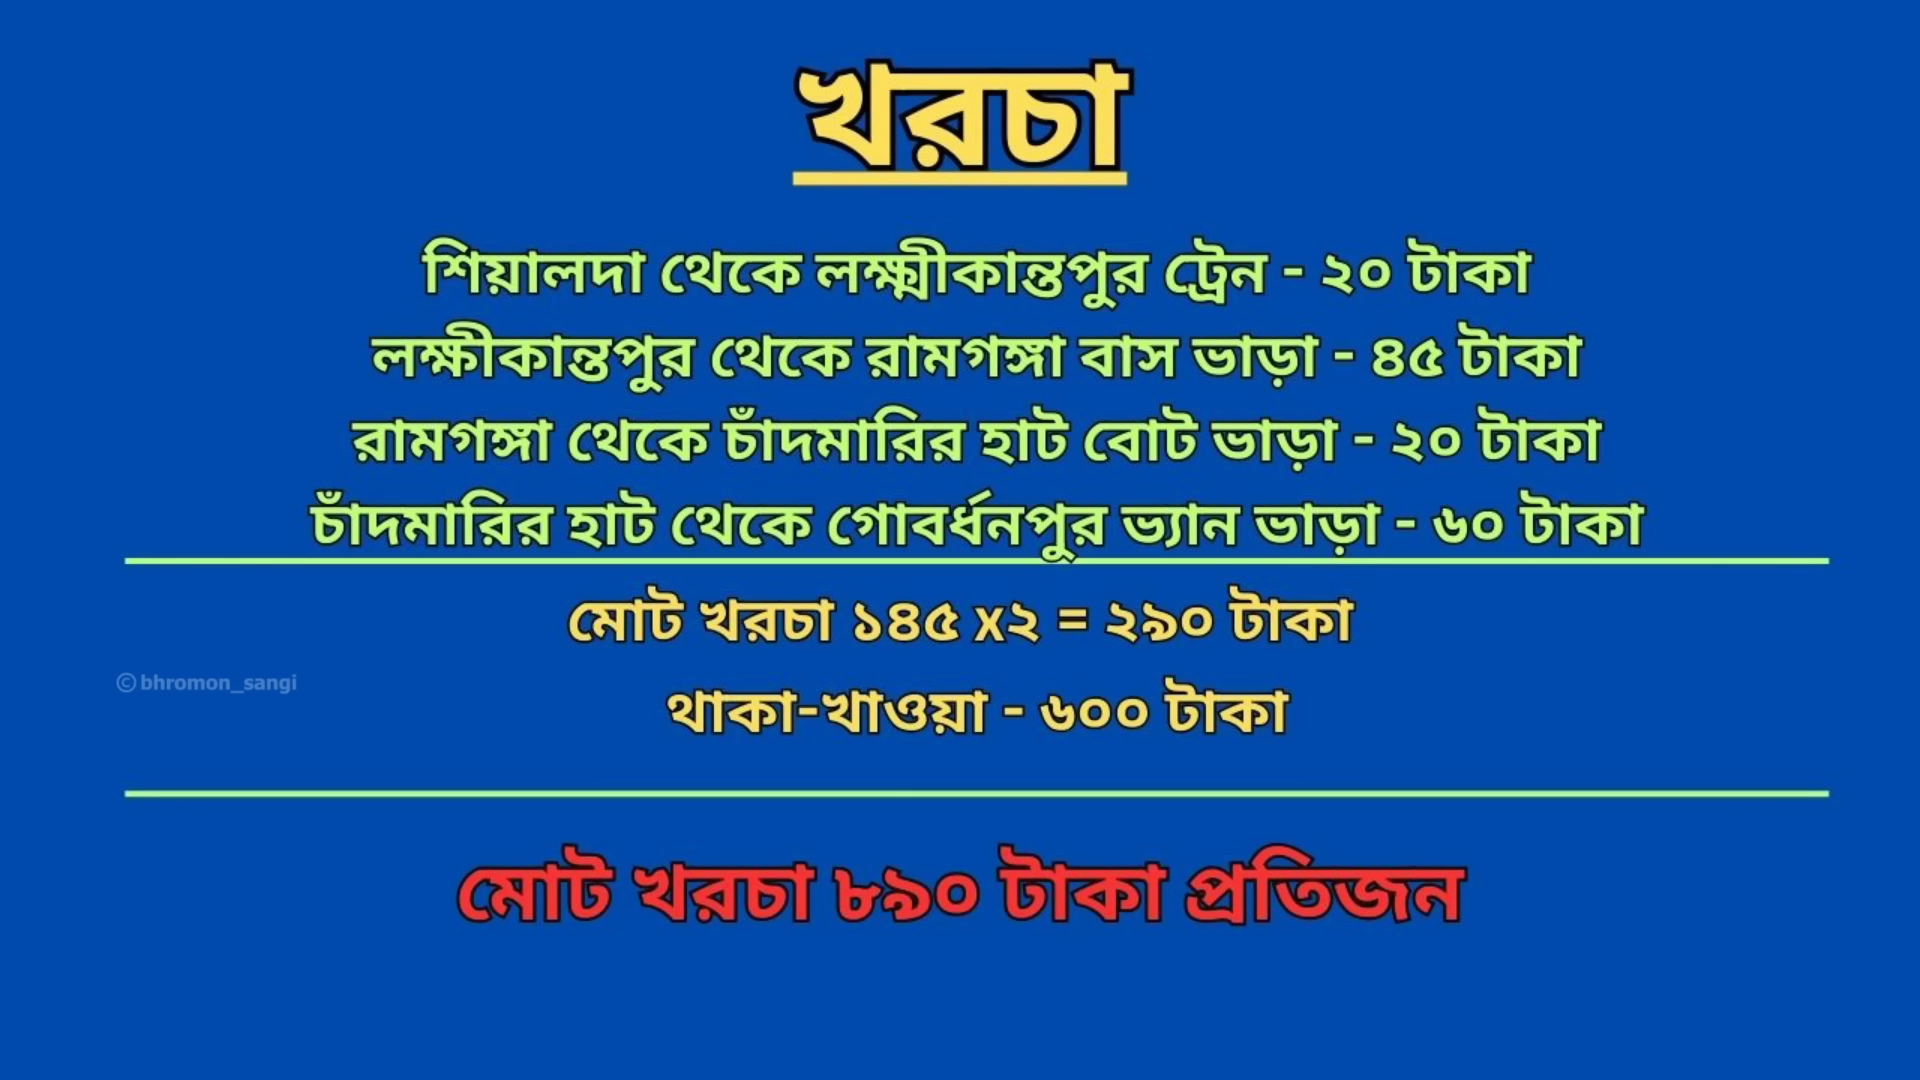 খরচা
শিয়ালদা থেকে লক্ষ্মীকান্তপুর ট্রেন - ২০ টাকা
লক্ষীকান্তপুর থেকে রামগঙ্গা বাস ভাড়া - ৪৫ টাকা
রামগঙ্গা থেকে চাঁদমারির হাট বোট ভাড়া - ২০ টাকা
চাঁদমারির হাট থেকে গোবর্ধনপুর ভ্যান ভাড়া - ৬০ টাকা
মোট খরচা ১৪৫ x২ = ২৯০ টাকা
©bhromon_sangi
থাকা-খাওয়া - ৬০০ টাকা
মোট খরচা ৮৯০ টাকা প্রতিজন